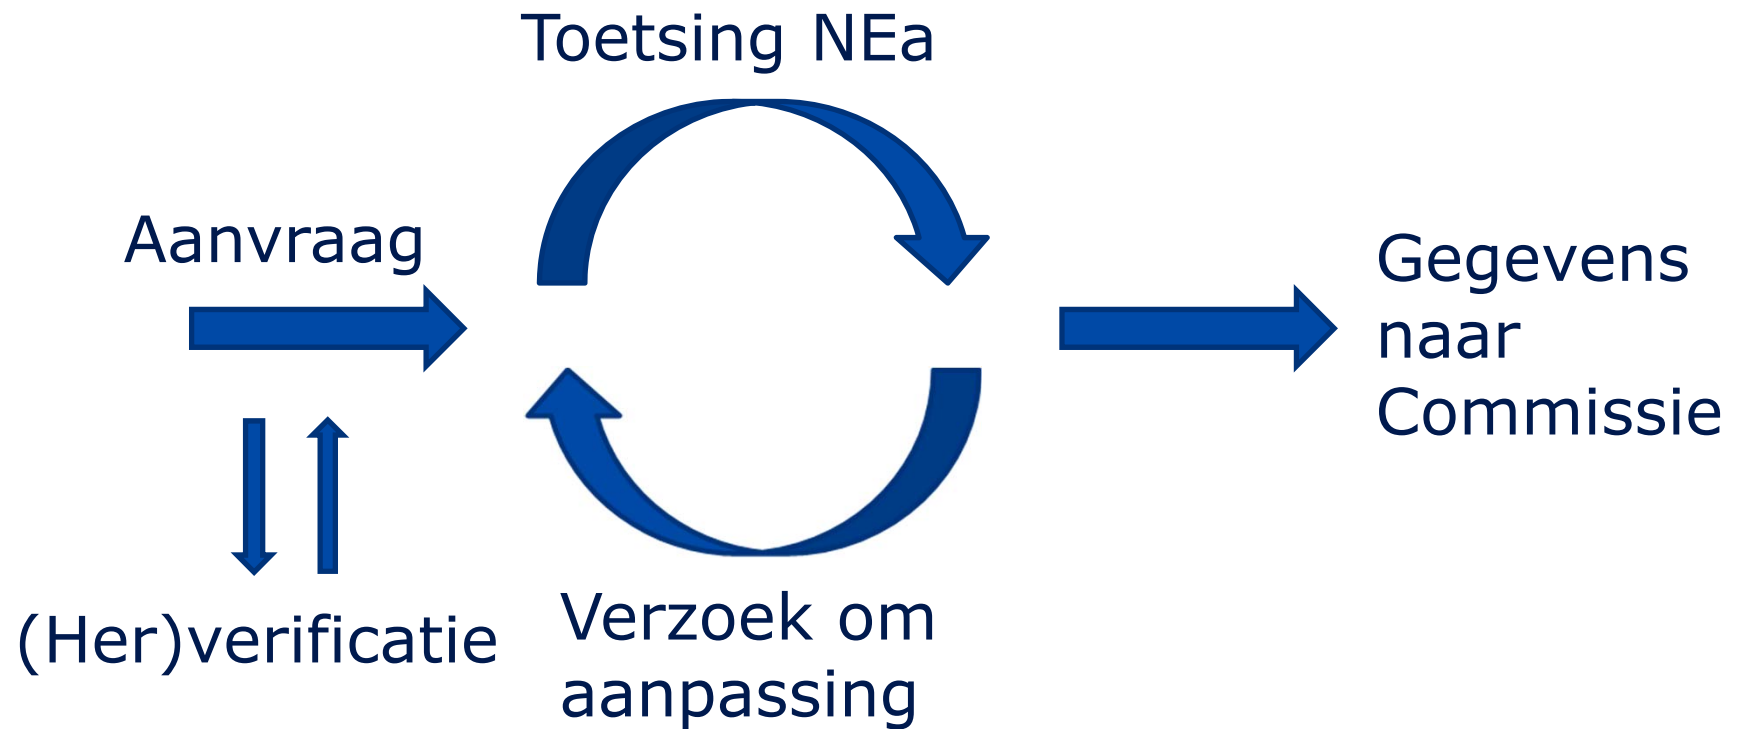 Toetsing NEa
Aanvraag
Gegevens
naar
Commissie
(Her)verificatie
Verzoek om
aanpassing